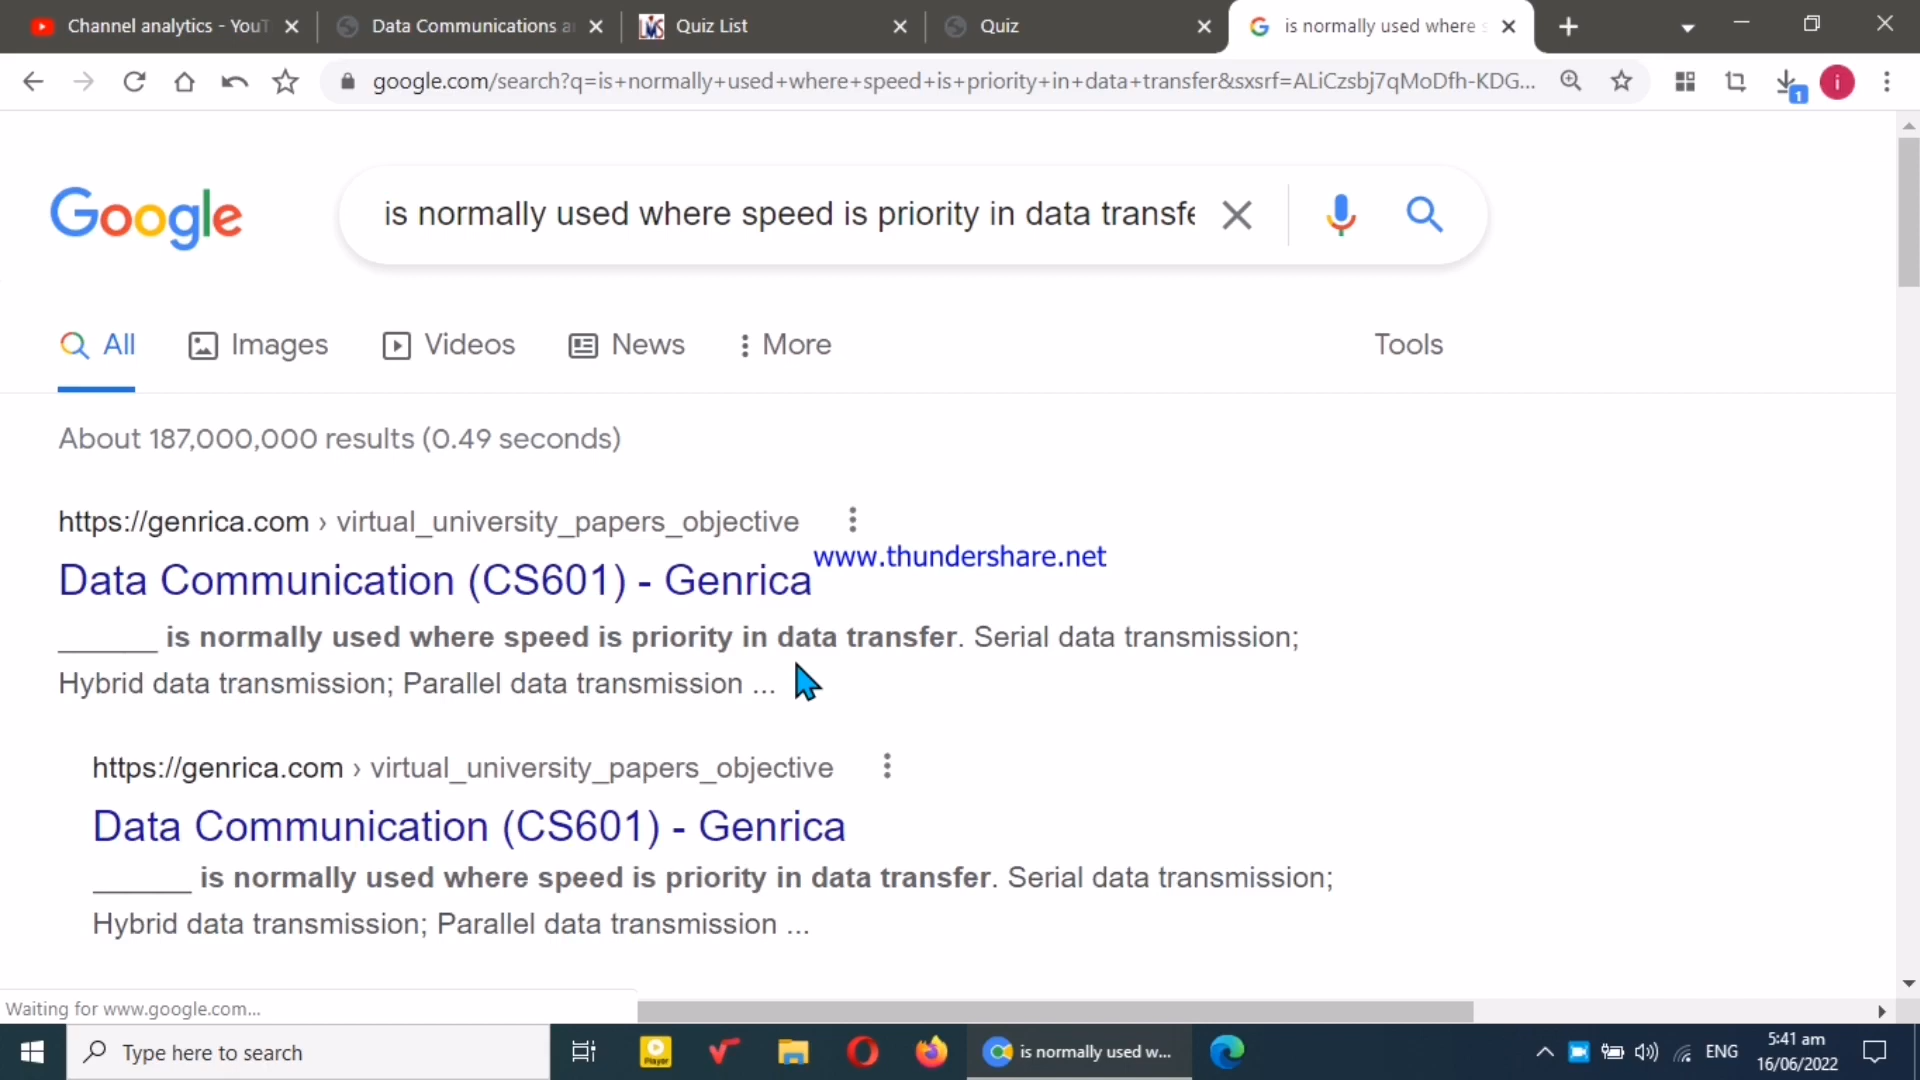 Channel analytics - YouT
Data Communications a
Quiz List
Quiz
is normally used where s
google.com/search?q=is+normally+used+where+speed+is+priority+in+data+transfer&sxsrf=ALiCzsbj7qMoDfh-KDG...
1
i
Google
is normally used where speed is priority in data transfe
All
Images
Videos
News
More
Tools
About 187,000,000 results (0.49 seconds)
https://genrica.com › virtual_university_papers_objective
www.thundershare.net
Data Communication (CS601) - Genrica
______ is normally used where speed is priority in data transfer. Serial data transmission;
Hybrid data transmission; Parallel data transmission ...
https://genrica.com › virtual_university_papers_objective
Data Communication (CS601) - Genrica
______ is normally used where speed is priority in data transfer. Serial data transmission;
Hybrid data transmission; Parallel data transmission ...
Waiting for www.google.com...
Type here to search
Player
is normally used w...
ENG
5:41 am
16/06/2022